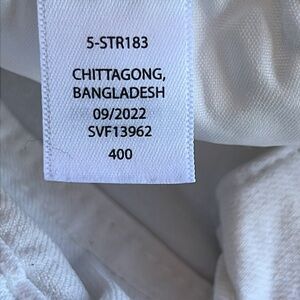 5-STR183
CHITTAGONG,
BANGLADESH
09/2022
SVF13962
400